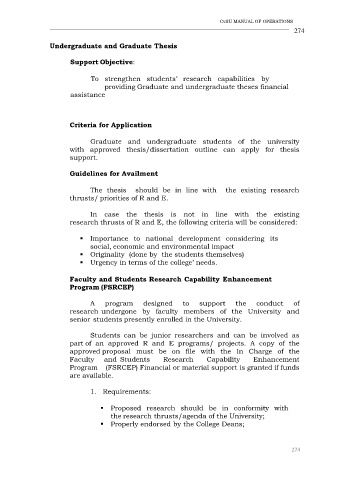 CvSU MANUAL OF OPERATIONS
274
Undergraduate and Graduate Thesis
Support Objective:
To strengthen students' research capabilities by
providing Graduate and undergraduate theses financial
assistance
Criteria for Application
Graduate and undergraduate students of the university
with approved thesis/dissertation outline can apply for thesis
support.
Guidelines for Availment
The thesis should be in line with the existing research
thrusts/ priorities of R and E.
In case the thesis is not in line with the existing
research thrusts of R and E, the following criteria will be considered:
▪ Importance to national development considering its
social, economic and environmental impact
▪ Originality (done by the students themselves)
▪ Urgency in terms of the college' needs.
Faculty and Students Research Capability Enhancement
Program (FSRCEP)
A program designed to support the conduct of
research undergone by faculty members of the University and
senior students presently enrolled in the University.
Students can be junior researchers and can be involved as
part of an approved R and E programs/ projects. A copy of the
approved proposal must be on file with the In Charge of the
Faculty and Students Research Capability Enhancement
Program (FSRCEP) Financial or material support is granted if funds
are available.
1. Requirements:
▪ Proposed research should be in conformity with
the research thrusts/agenda of the University;
▪ Properly endorsed by the College Deans;
274